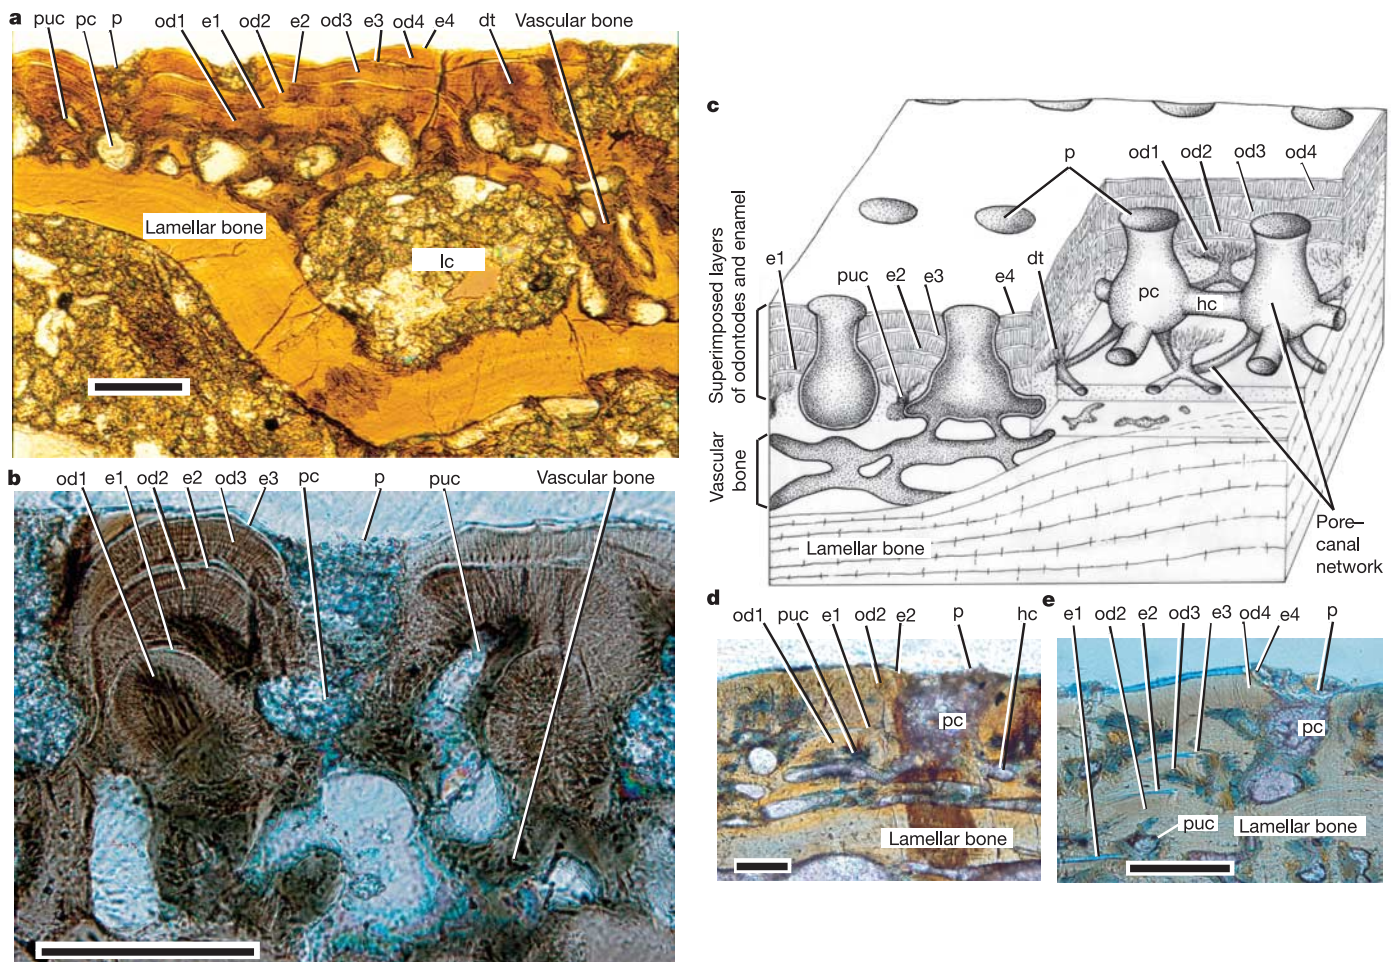 a
puc pc p od1 e1 od2 e2 od3 e3 od4 e4 dt Vascular bone
Lamellar bone
lc
b
od1 e1 od2 e2 od3 e3 pc p puc Vascular bone
c
p od1 od2 od3 od4
e1 puc e2 e3 e4 dt
pc hc
Superimposed layers
of odontodes and enamel
Vascular
bone
Lamellar bone
Pore–
canal
network
d
od1 puc e1 od2 e2 p hc
pc
Lamellar bone
e
e1 od2 e2 od3 e3 od4 e4 p
pc
puc
Lamellar bone